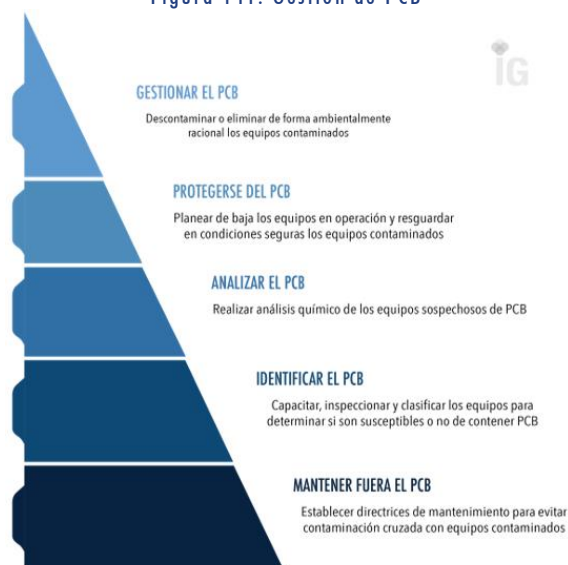 GESTIONAR EL PCB
Descontaminar o eliminar de forma ambientalmente
racional los equipos contaminados
IG
PROTEGERSE DEL PCB
Planear de baja los equipos en operación y resguardar
en condiciones seguras los equipos contaminados
ANALIZAR EL PCB
Realizar análisis químico de los equipos sospechosos de PCB
IDENTIFICAR EL PCB
Capacitar, inspeccionar y clasificar los equipos para
determinar si son susceptibles o no de contener PCB
MANTENER FUERA EL PCB
Establecer directrices de mantenimiento para evitar
contaminación cruzada con equipos contaminados